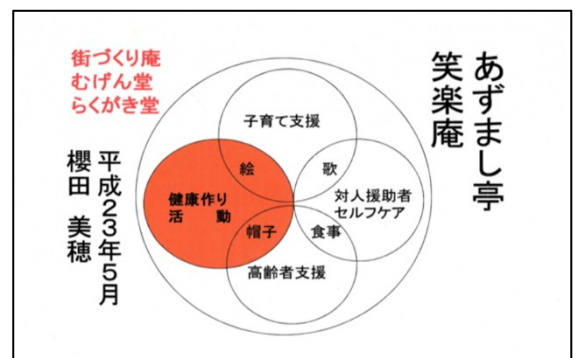 あずまし亭
笑楽庵
街づくり庵
むげん堂
らくがき堂
子育て支援
絵
歌
健康作り
活　動
対人援助者
セルフケア
帽子
食事
高齢者支援
平成２３年５月
櫻田　美穂